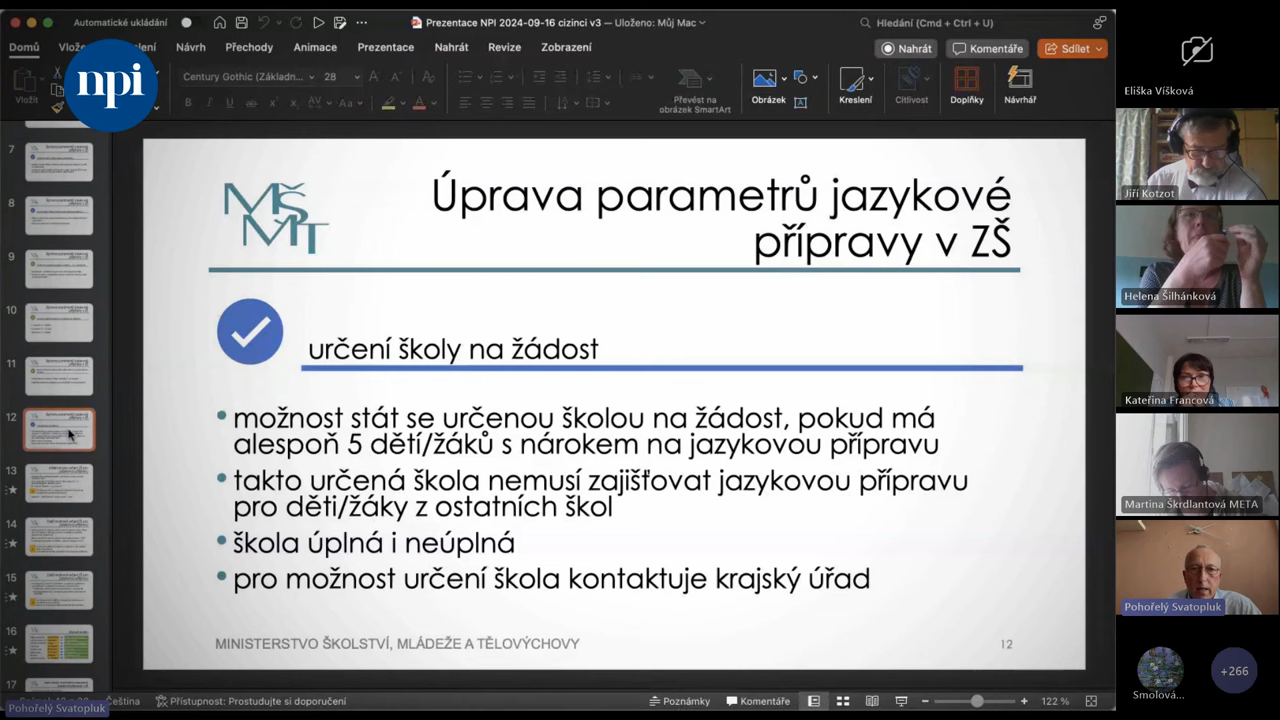 Automatické ukládání
Prezentace NPI 2024-09-16 cizinci v3 — Uloženo: Můj Mac
Hledání (Cmd + Ctrl + U)
Domů
Návrh
Přechody
Animace
Prezentace
Nahrát
Revize
Zobrazení
Nahrát
Komentáře
Sdílet
npi
Vložit
Century Gothic (Základn...
28
Převést na
obrázek SmartArt
Obrázek
Kreslení
Citlivost
Doplňky
Návrhář
7
8
9
10
11
12
13
14
15
16
17
MŠMT
Úprava parametrů jazykové
přípravy v ZŠ
určení školy na žádost
• možnost stát se určenou školou na žádost, pokud má
alespoň 5 dětí/žáků s nárokem na jazykovou přípravu
• takto určená škola nemusí zajišťovat jazykovou přípravu
pro děti/žáky z ostatních škol
• škola úplná i neúplná
• pro možnost určení škola kontaktuje krajský úřad
MINISTERSTVO ŠKOLSTVÍ, MLÁDEŽE A TĚLOVÝCHOVY
12
Čeština
Přístupnost: Prostudujte si doporučení
Poznámky
Komentáře
122 %
Pohořelý Svatopluk
Eliška Víšková
Jiří Kotzot
Helena Šilhánková
Kateřina Francová
Martina Škrdlantová META
Pohořelý Svatopluk
Smolová...
+266